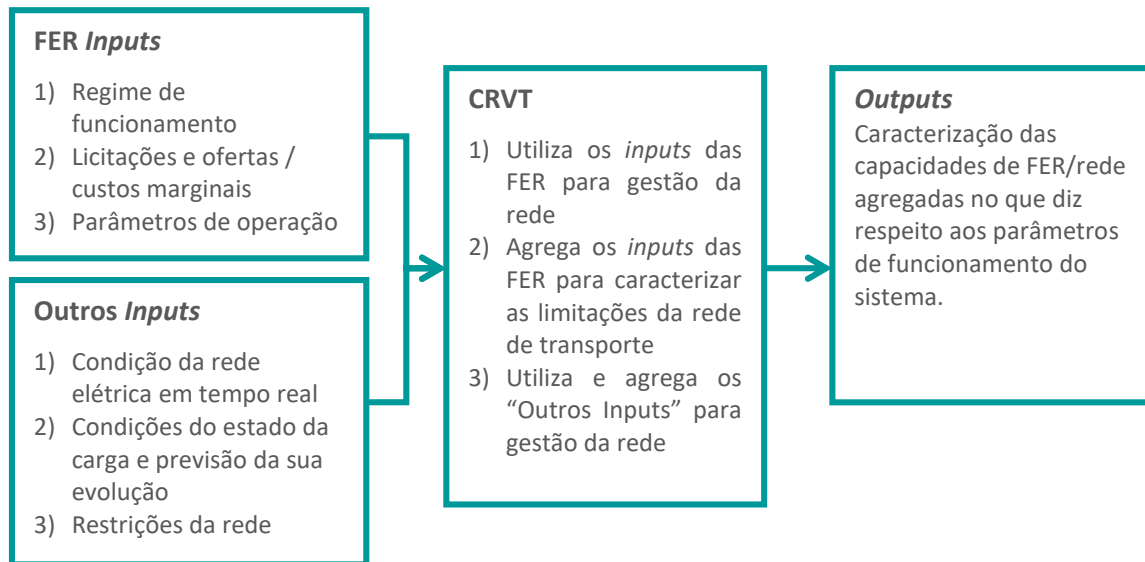 FER Inputs
1) Regime de
funcionamento
2) Licitações e ofertas /
custos marginais
3) Parâmetros de operação
Outros Inputs
1) Condição da rede
elétrica em tempo real
2) Condições do estado da
carga e previsão da sua
evolução
3) Restrições da rede
CRVT
1) Utiliza os inputs das
FER para gestão da
rede
2) Agrega os inputs das
FER para caracterizar
as limitações da rede
de transporte
3) Utiliza e agrega os
“Outros Inputs” para
gestão da rede
Outputs
Caracterização das
capacidades de FER/rede
agregadas no que diz
respeito aos parâmetros
de funcionamento do
sistema.